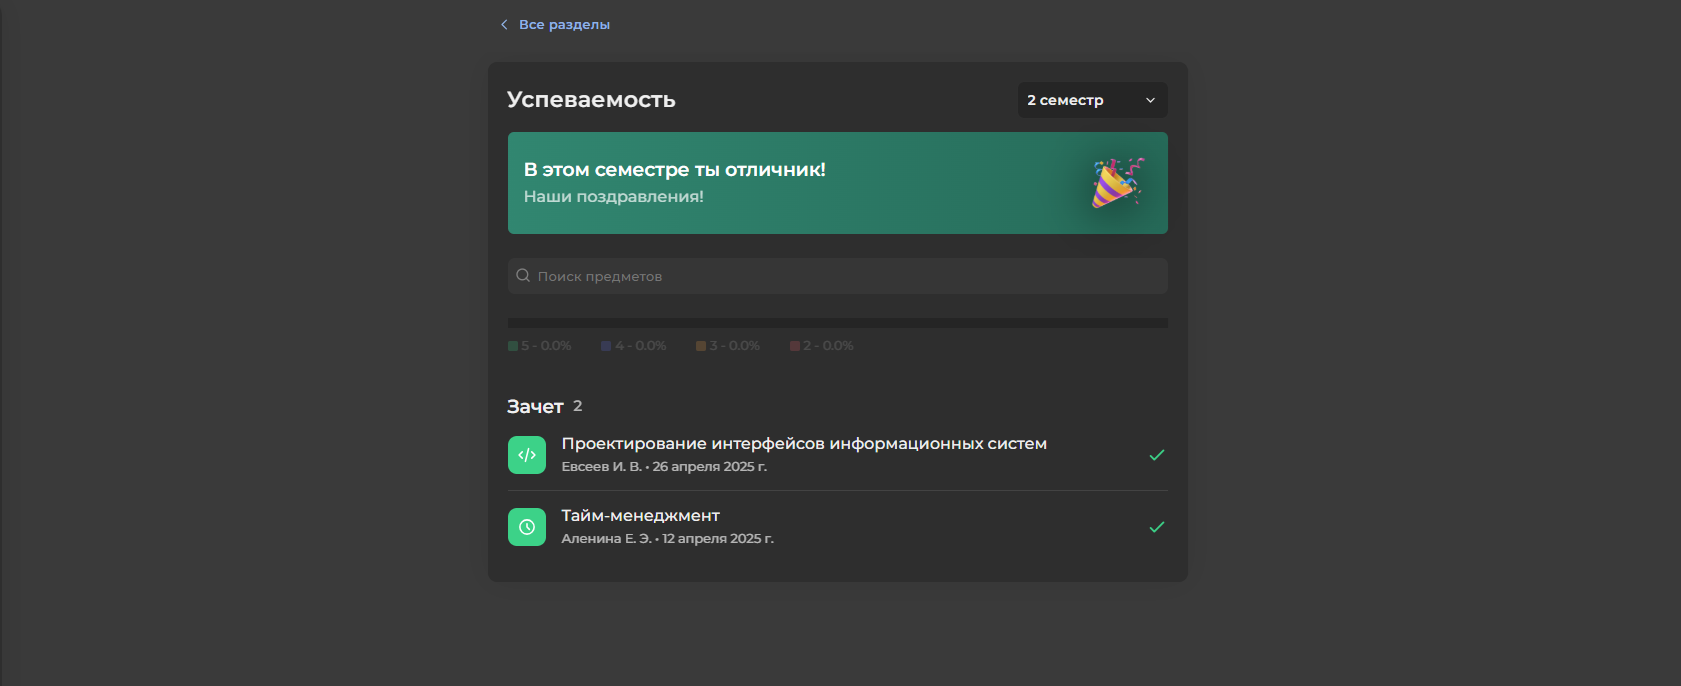 Все разделы
Успеваемость
2 семестр
В этом семестре ты отличник!
Наши поздравления!
Поиск предметов
5 - 0.0% 4 - 0.0% 3 - 0.0% 2 - 0.0%
Зачет 2
Проектирование интерфейсов информационных систем
Евсеев И. В. • 26 апреля 2025 г.
Тайм-менеджмент
Аленина Е. Э. • 12 апреля 2025 г.